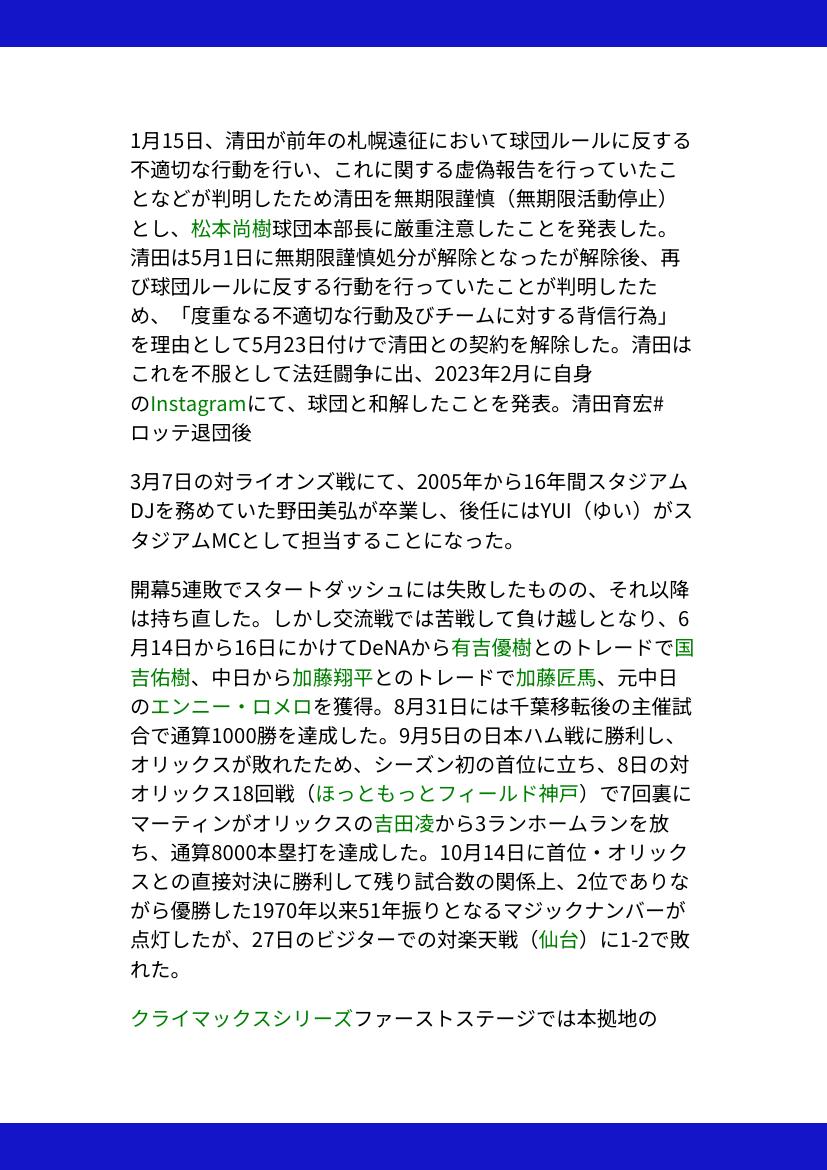 1月15日、清田が前年の札幌遠征において球団ルールに反する
不適切な行動を行い、これに関する虚偽報告を行っていたこ
となどが判明したため清田を無期限謹慎（無期限活動停止）
とし、松本尚樹球団本部長に厳重注意したことを発表した。
清田は5月1日に無期限謹慎処分が解除となったが解除後、再
び球団ルールに反する行動を行っていたことが判明したた
め、「度重なる不適切な行動及びチームに対する背信行為」
を理由として5月23日付けで清田との契約を解除した。清田は
これを不服として法廷闘争に出、2023年2月に自身
のInstagramにて、球団と和解したことを発表。清田育宏#
ロッテ退団後
3月7日の対ライオンズ戦にて、2005年から16年間スタジアム
DJを務めていた野田美弘が卒業し、後任にはYUI（ゆい）がス
タジアムMCとして担当することになった。
開幕5連敗でスタートダッシュには失敗したものの、それ以降
は持ち直した。しかし交流戦では苦戦して負け越しとなり、6
月14日から16日にかけてDeNAから有吉優樹とのトレードで国
吉佑樹、中日から加藤翔平とのトレードで加藤匠馬、元中日
のエンニー・ロメロを獲得。8月31日には千葉移転後の主催試
合で通算1000勝を達成した。9月5日の日本ハム戦に勝利し、
オリックスが敗れたため、シーズン初の首位に立ち、8日の対
オリックス18回戦（ほっともっとフィールド神戸）で7回裏に
マーティンがオリックスの吉田凌から3ランホームランを放
ち、通算8000本塁打を達成した。10月14日に首位・オリック
スとの直接対決に勝利して残り試合数の関係上、2位でありな
がら優勝した1970年以来51年振りとなるマジックナンバーが
点灯したが、27日のビジターでの対楽天戦（仙台）に1-2で敗
れた。
クライマックスシリーズファーストステージでは本拠地の